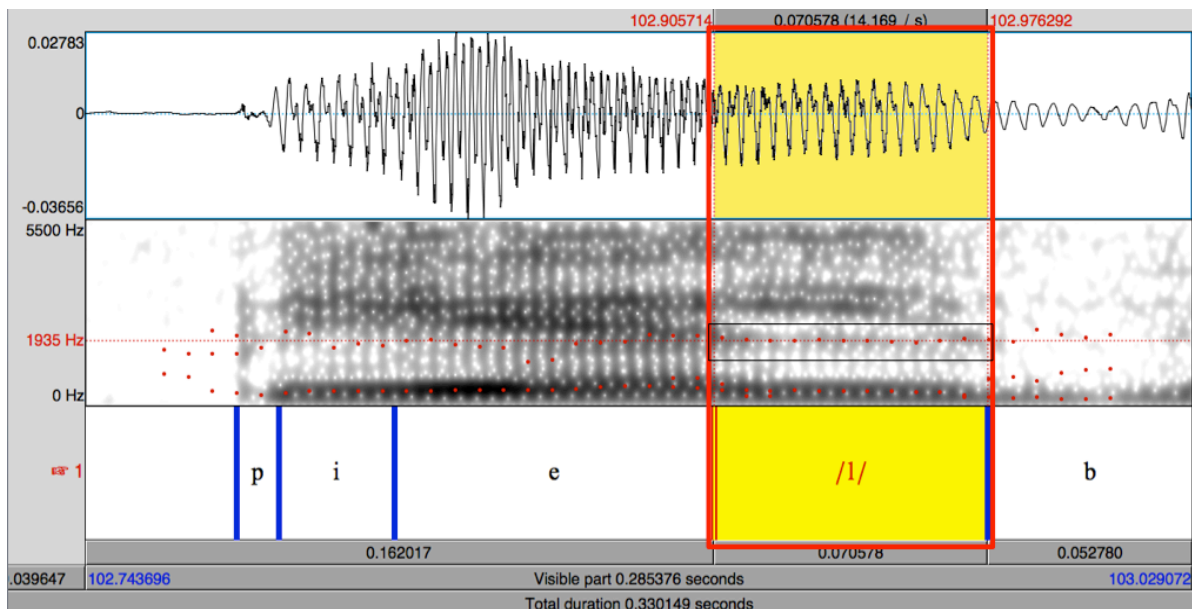 102.905714 0.070578 (14.169 / s) 102.976292
0.02783
0
-0.03656
5500 Hz
1935 Hz
0 Hz
☞ 1 p i e /l/ b
0.162017 0.070578 0.052780
.039647 102.743696 Visible part 0.285376 seconds 103.029072
Total duration 0.330149 seconds